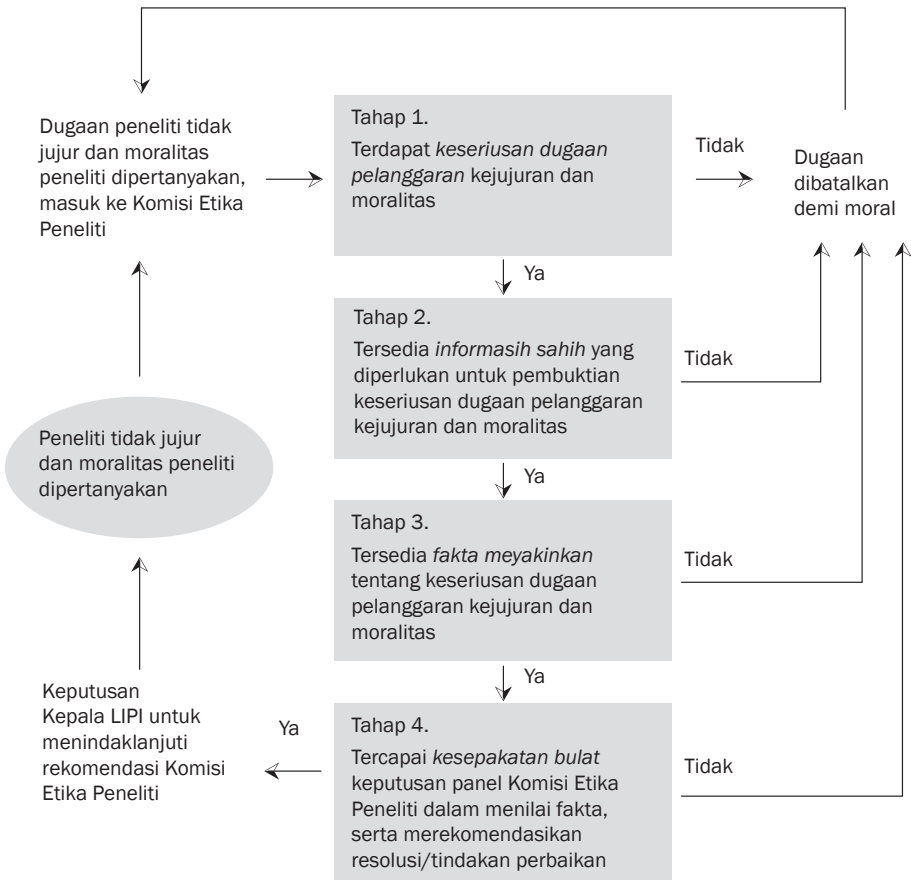 Dugaan peneliti tidak
jujur dan moralitas
peneliti dipertanyakan,
masuk ke Komisi Etika
Peneliti
Tahap 1.
Terdapat keseriusan dugaan
pelanggaran kejujuran dan
moralitas
Tidak
Dugaan
dibatalkan
demi moral
Ya
Tahap 2.
Tersedia informasih sahih yang
diperlukan untuk pembuktian
keseriusan dugaan pelanggaran
kejujuran dan moralitas
Tidak
Ya
Peneliti tidak jujur
dan moralitas peneliti
dipertanyakan
Tahap 3.
Tersedia fakta meyakinkan
tentang keseriusan dugaan
pelanggaran kejujuran dan
moralitas
Tidak
Ya
Tahap 4.
Tercapai kesepakatan bulat
keputusan panel Komisi Etika
Peneliti dalam menilai fakta,
serta merekomendasikan
resolusi/tindakan perbaikan
Tidak
Ya
Keputusan
Kepala LIPI untuk
menindaklanjuti
rekomendasi Komisi
Etika Peneliti